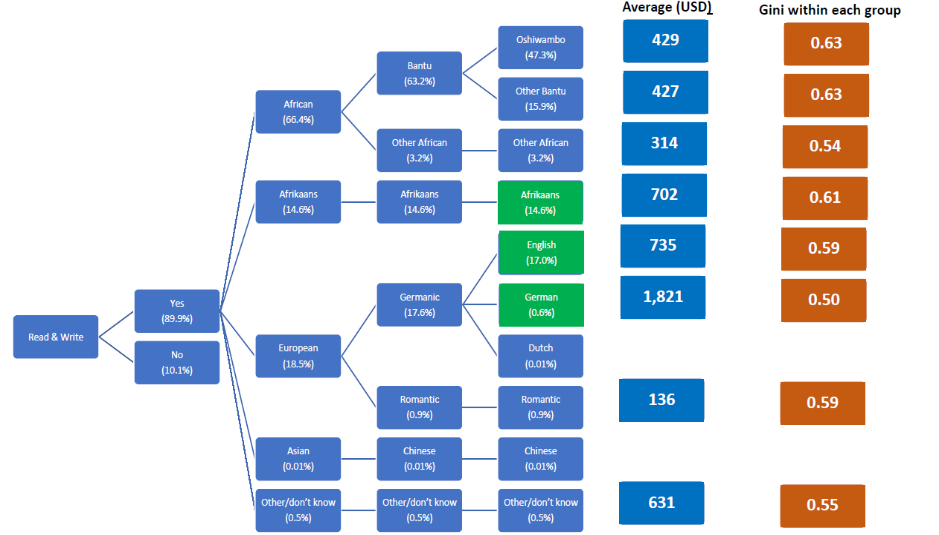 Average (USD)
Gini within each group
Oshiwambo
(47.3%)
429
0.63
Bantu
(63.2%)
Other Bantu
(15.9%)
427
0.63
African
(66.4%)
Other African
(3.2%)
Other African
(3.2%)
314
0.54
Afrikaans
(14.6%)
Afrikaans
(14.6%)
Afrikaans
(14.6%)
702
0.61
English
(17.0%)
735
0.59
Read & Write
Yes
(89.9%)
Germanic
(17.6%)
German
(0.6%)
1,821
0.50
No
(10.1%)
European
(18.5%)
Dutch
(0.01%)
Romantic
(0.9%)
Romantic
(0.9%)
136
0.59
Asian
(0.01%)
Chinese
(0.01%)
Chinese
(0.01%)
Other/don't know
(0.5%)
Other/don't know
(0.5%)
Other/don't know
(0.5%)
631
0.55